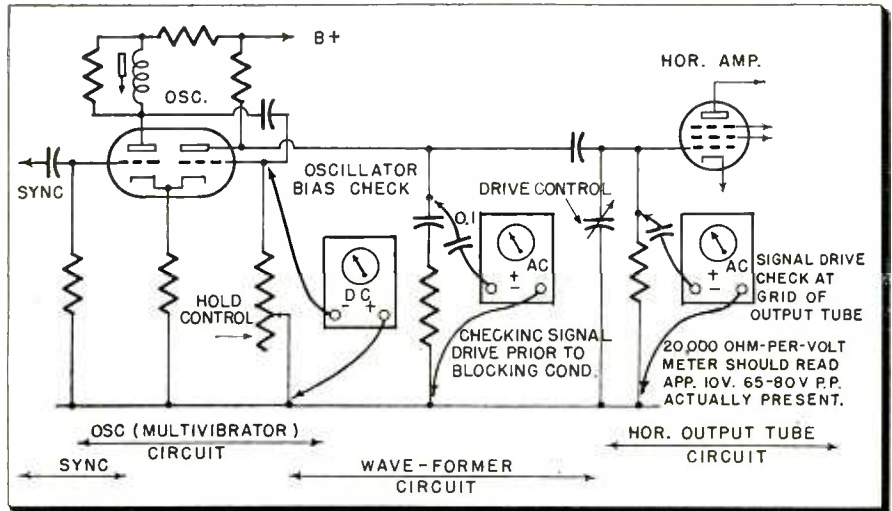 B+
HOR. AMP.
OSC.
SYNC
OSCILLATOR
BIAS CHECK
DRIVE CONTROL
0.1
HOLD
CONTROL
DC
- +
AC
+
-
AC
+
-
SIGNAL DRIVE
CHECK AT
GRID OF
OUTPUT TUBE
CHECKING SIGNAL
DRIVE PRIOR TO
BLOCKING COND.
20,000 OHM-PER-VOLT
METER SHOULD READ
APP. 10V. 65-80V P.P.
ACTUALLY PRESENT.
OSC (MULTIVIBRATOR)
CIRCUIT
HOR. OUTPUT TUBE
CIRCUIT
SYNC
WAVE-FORMER
CIRCUIT